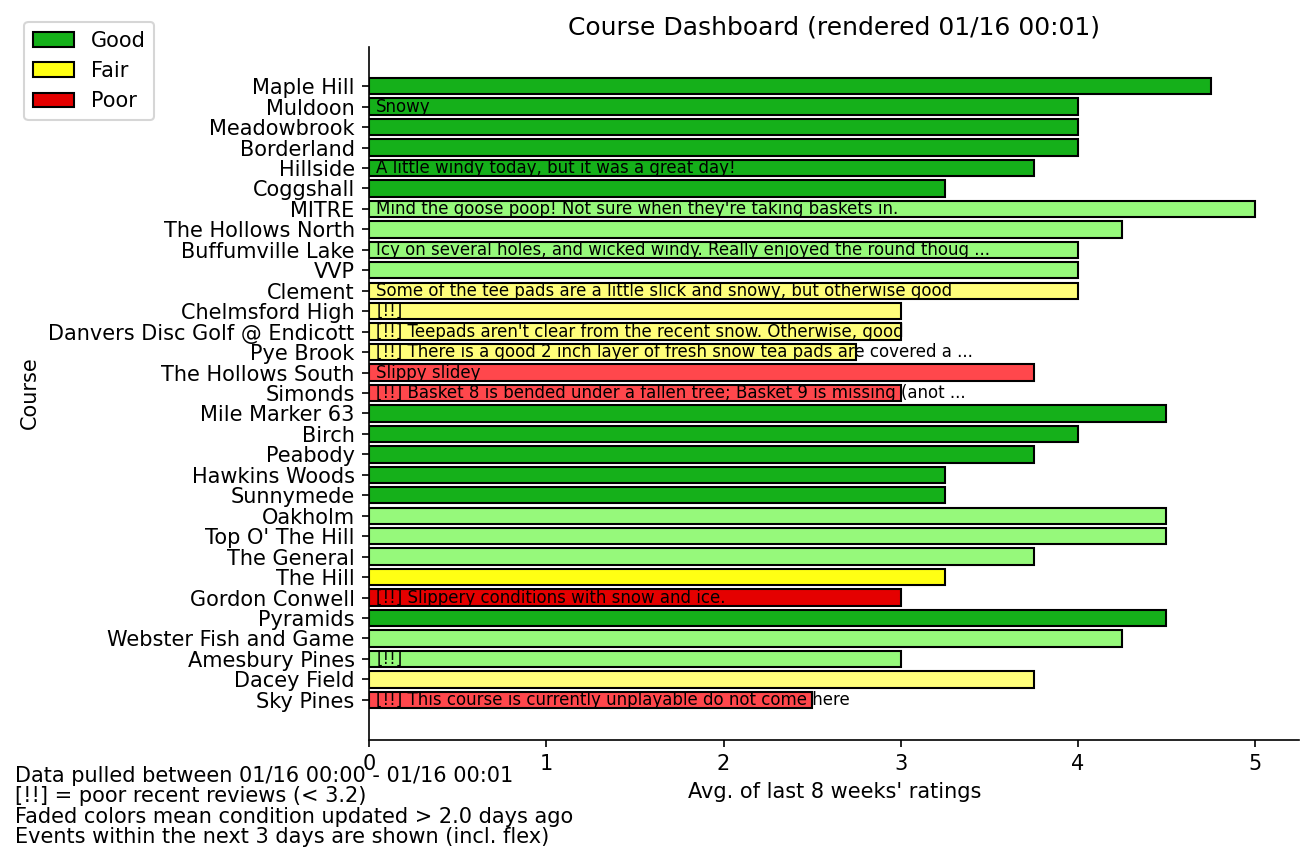 Course Dashboard (rendered 01/16 00:01)
Good
Fair
Poor
Course
Maple Hill
Muldoon
Snowy
Meadowbrook
Borderland
Hillside
A little windy today, but it was a great day!
Coggshall
MITRE
Mind the goose poop! Not sure when they're taking baskets in.
The Hollows North
Buffumville Lake
Icy on several holes, and wicked windy. Really enjoyed the round thoug ...
VVP
Clement
Some of the tee pads are a little slick and snowy, but otherwise good
Chelmsford High
[!!]
Danvers Disc Golf @ Endicott
[!!] Teepads aren't clear from the recent snow. Otherwise, good
Pye Brook
[!!] There is a good 2 inch layer of fresh snow tea pads are covered a ...
The Hollows South
Slippy slidey
Simonds
[!!] Basket 8 is bended under a fallen tree; Basket 9 is missing (anot ...
Mile Marker 63
Birch
Peabody
Hawkins Woods
Sunnymede
Oakholm
Top O' The Hill
The General
The Hill
Gordon Conwell
[!!] Slippery conditions with snow and ice.
Pyramids
Webster Fish and Game
Amesbury Pines
[!!]
Dacey Field
Sky Pines
[!!] This course is currently unplayable do not come here
0 1 2 3 4 5
Avg. of last 8 weeks' ratings
Data pulled between 01/16 00:00 - 01/16 00:01
[!!] = poor recent reviews (< 3.2)
Faded colors mean condition updated > 2.0 days ago
Events within the next 3 days are shown (incl. flex)